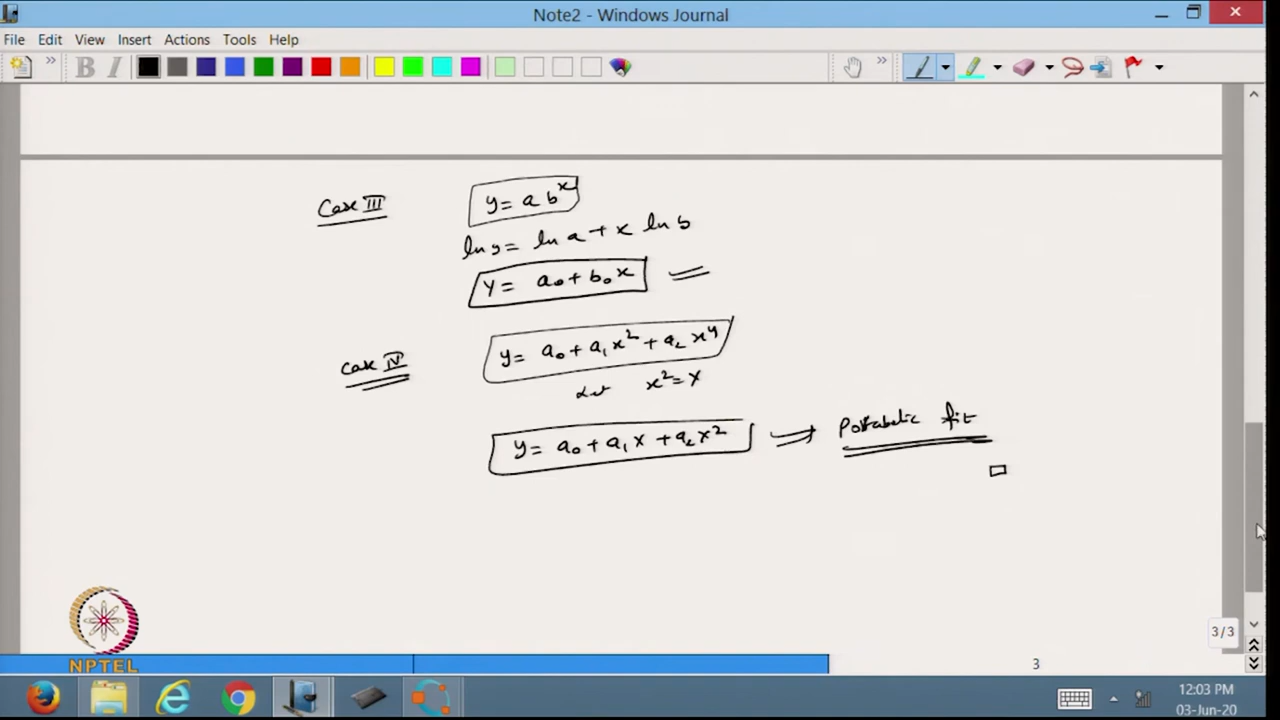 Note2 - Windows Journal
File Edit View Insert Actions Tools Help
B I
Case III y = a b^x
ln y = ln a + x ln b
Y = a₀ + b₀ x
Case IV y = a₀ + a₁ x² + a₂ x⁴
Let x² = X
y = a₀ + a₁ X + a₂ X² ⟹ Parabolic fit
3/3
NPTEL
3
12:03 PM
03-Jun-20